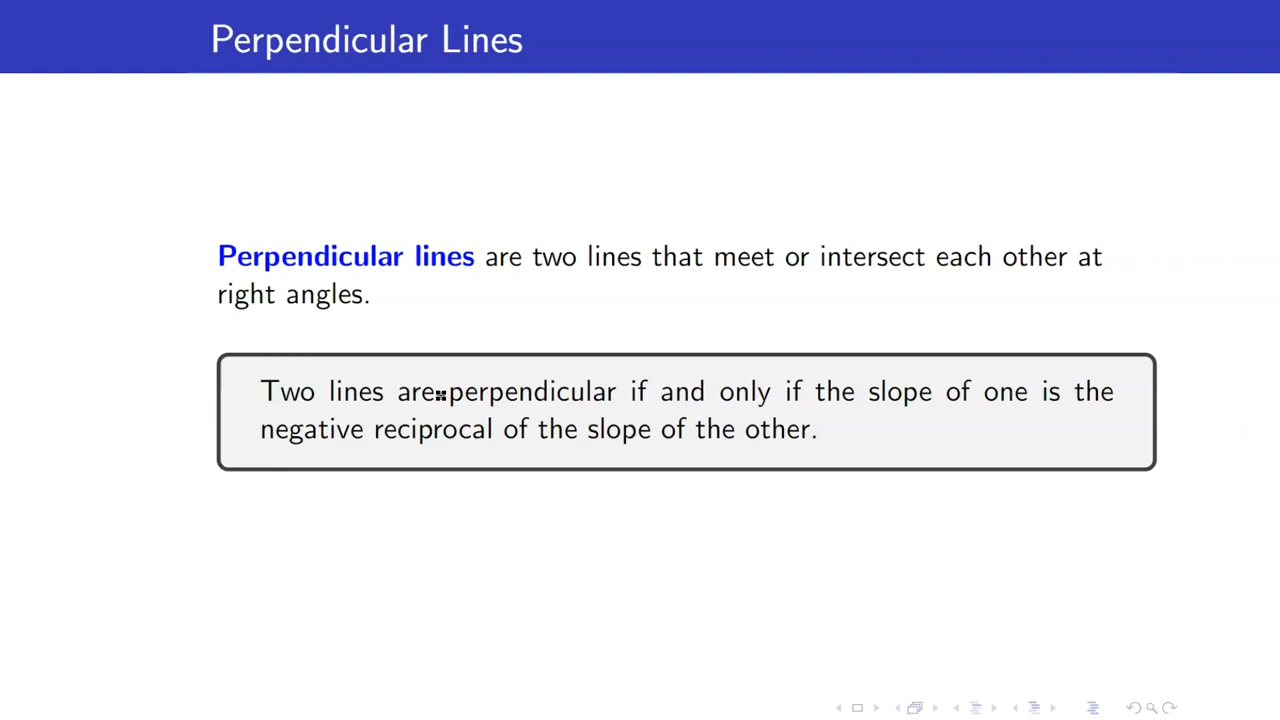 Perpendicular Lines
Perpendicular lines are two lines that meet or intersect each other at
right angles.
Two lines are perpendicular if and only if the slope of one is the
negative reciprocal of the slope of the other.